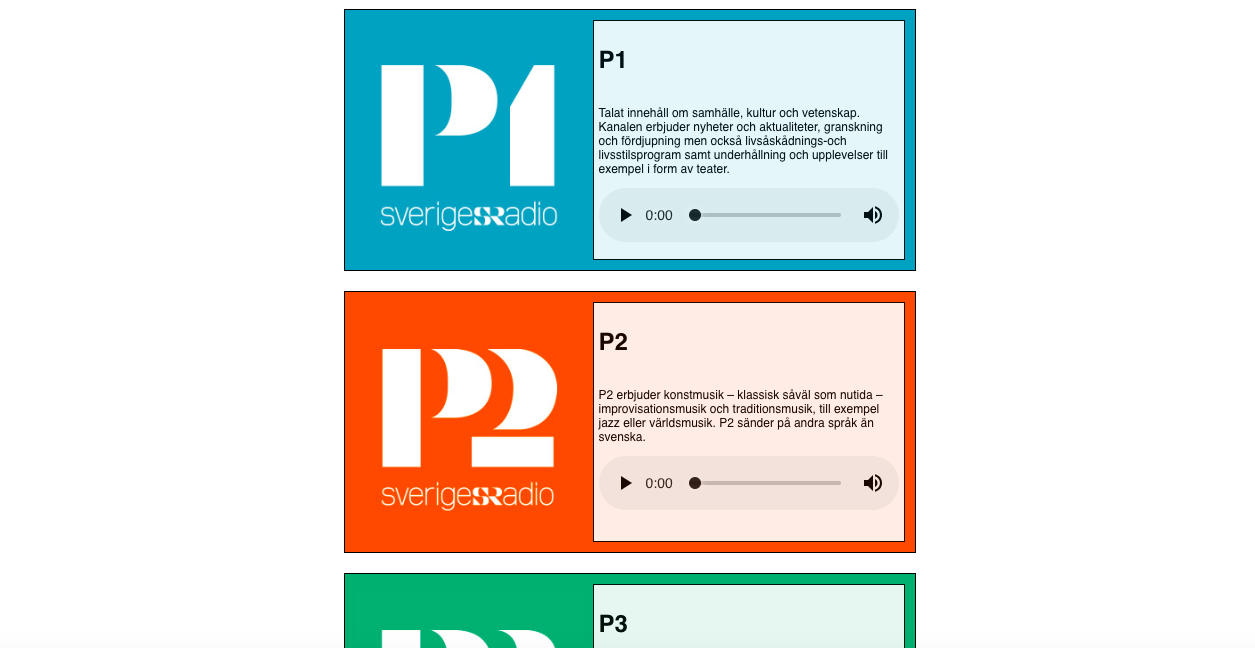 P1
sverigesRadio
P1
Talat innehåll om samhälle, kultur och vetenskap.
Kanalen erbjuder nyheter och aktualiteter, granskning
och fördjupning men också livsåskådnings-och
livsstilsprogram samt underhållning och upplevelser till
exempel i form av teater.
0:00
P2
sverigesRadio
P2
P2 erbjuder konstmusik – klassisk såväl som nutida –
improvisationsmusik och traditionsmusik, till exempel
jazz eller världsmusik. P2 sänder på andra språk än
svenska.
0:00
P3